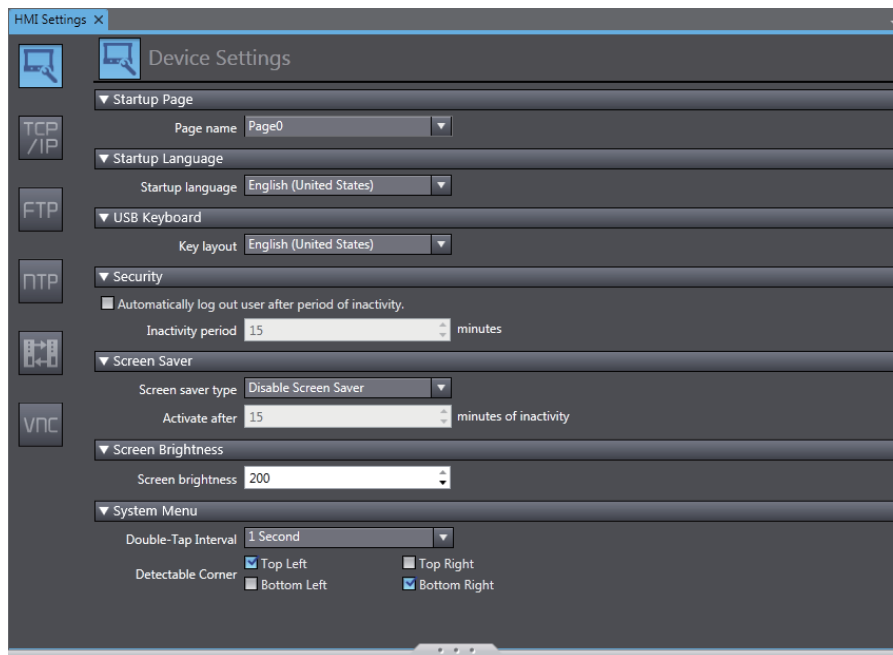 HMI Settings
Device Settings
Startup Page
Page name Page0
TCP
/IP
Startup Language
Startup language English (United States)
FTP
USB Keyboard
Key layout English (United States)
NTP
Security
Automatically log out user after period of inactivity.
Inactivity period 15 minutes
Screen Saver
Screen saver type Disable Screen Saver
Activate after 15 minutes of inactivity
VNC
Screen Brightness
Screen brightness 200
System Menu
Double-Tap Interval 1 Second
Detectable Corner Top Left Top Right
Bottom Left Bottom Right